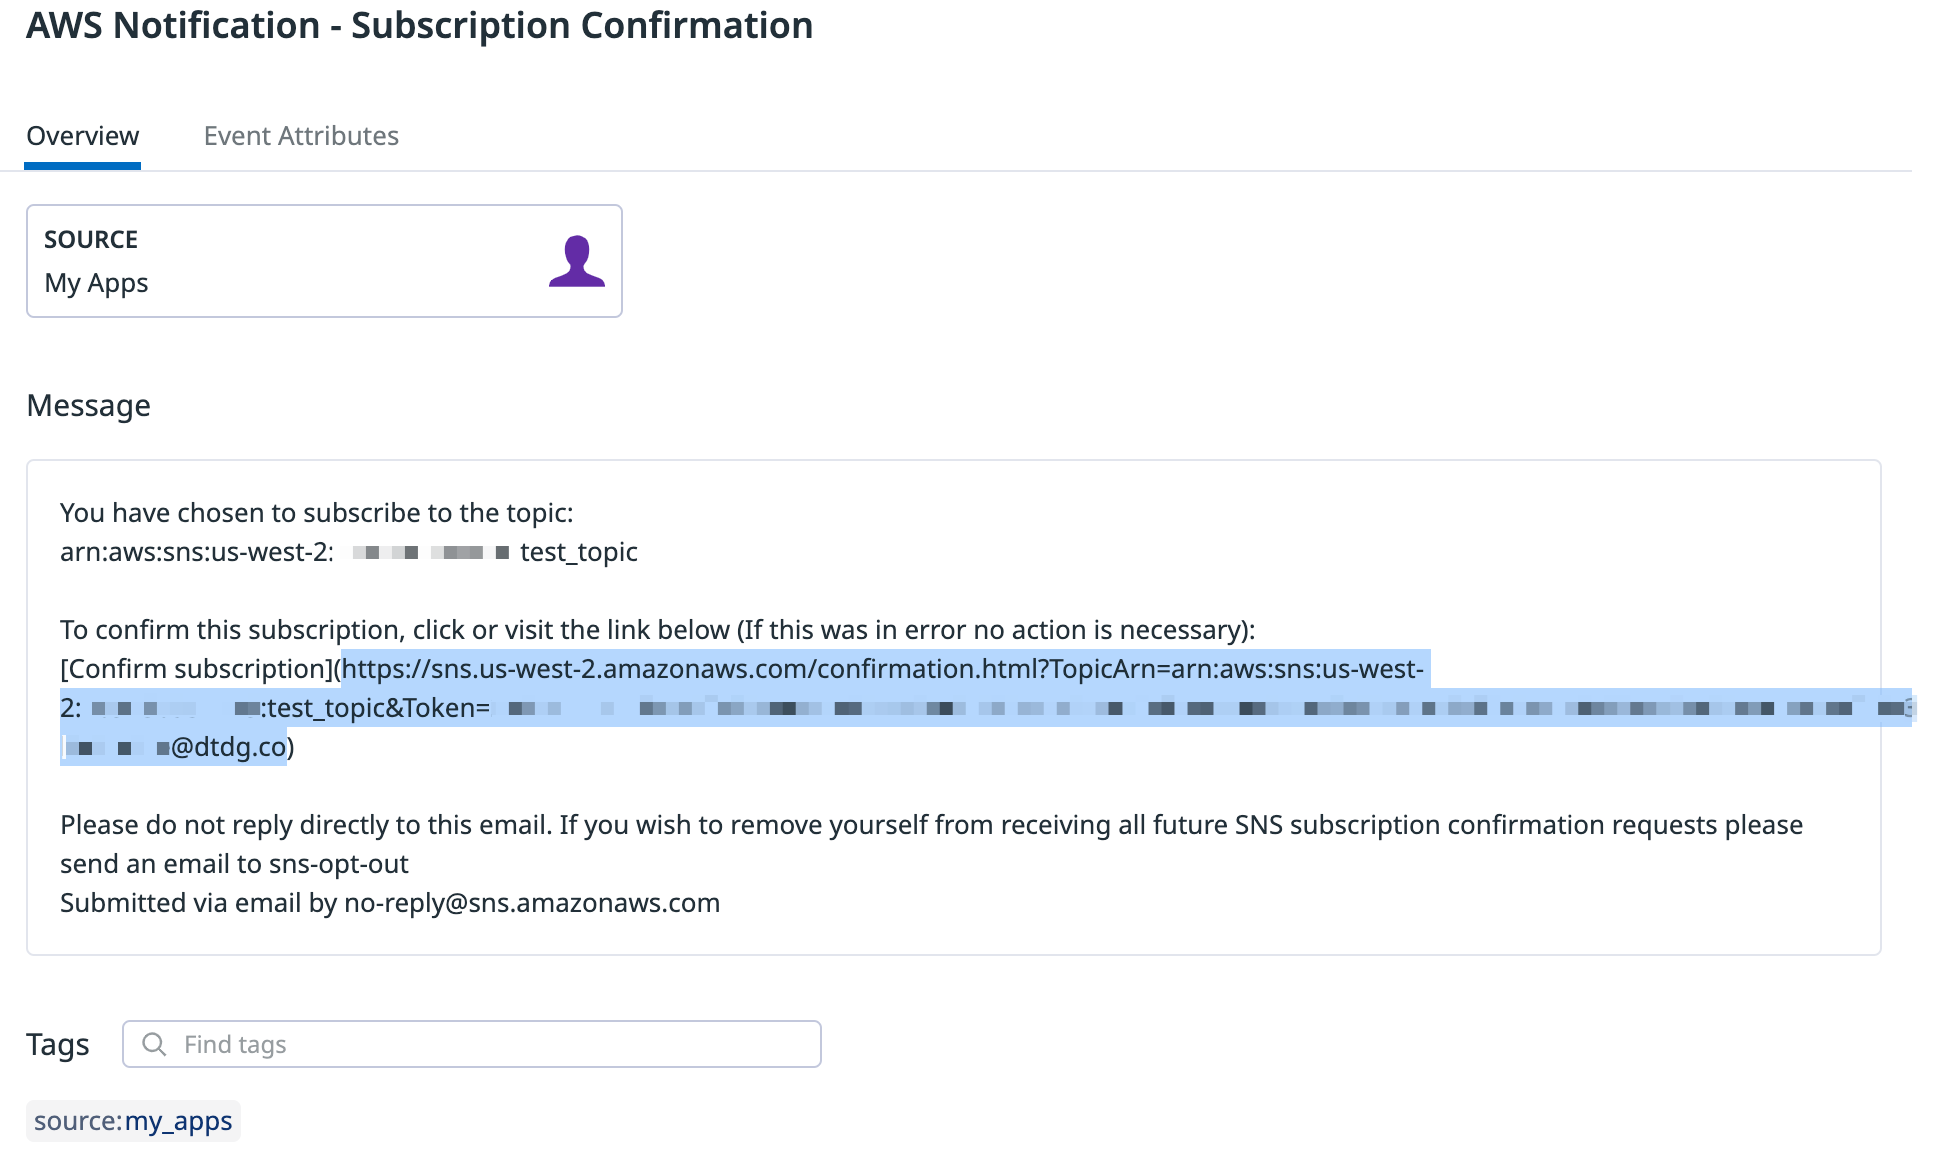 AWS Notification - Subscription Confirmation
Overview Event Attributes
SOURCE
My Apps
Message
You have chosen to subscribe to the topic:
arn:aws:sns:us-west-2: test_topic
To confirm this subscription, click or visit the link below (If this was in error no action is necessary):
[Confirm subscription](https://sns.us-west-2.amazonaws.com/confirmation.html?TopicArn=arn:aws:sns:us-west-
2: :test_topic&Token=
@dtdg.co)
Please do not reply directly to this email. If you wish to remove yourself from receiving all future SNS subscription confirmation requests please
send an email to sns-opt-out
Submitted via email by no-reply@sns.amazonaws.com
Tags Find tags
source:my_apps